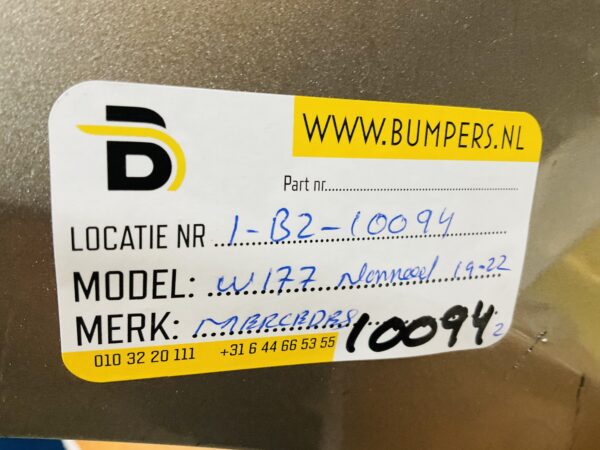 WWW.BUMPERS.NL
Part nr
LOCATIE NR 1-B2-10094
MODEL: W177 Normaal 19-22
MERK: MERCEDES
10094 2
010 32 20 111 +31 6 44 66 53 55